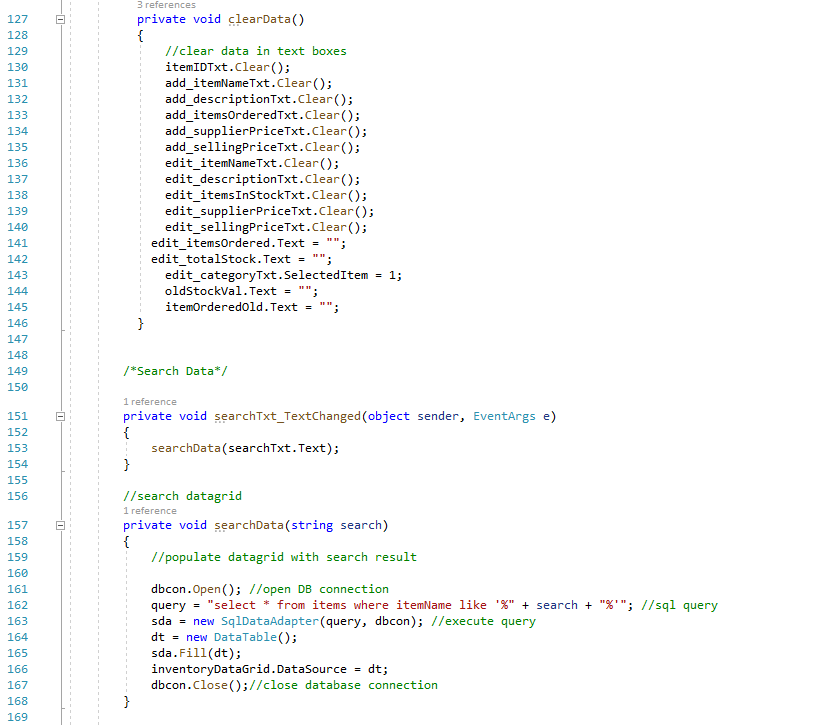 3 references
127 private void clearData()
128 {
129 //clear data in text boxes
130 itemIDTxt.Clear();
131 add_itemNameTxt.Clear();
132 add_descriptionTxt.Clear();
133 add_itemsOrderedTxt.Clear();
134 add_supplierPriceTxt.Clear();
135 add_sellingPriceTxt.Clear();
136 edit_itemNameTxt.Clear();
137 edit_descriptionTxt.Clear();
138 edit_itemsInStockTxt.Clear();
139 edit_supplierPriceTxt.Clear();
140 edit_sellingPriceTxt.Clear();
141 edit_itemsOrdered.Text = "";
142 edit_totalStock.Text = "";
143 edit_categoryTxt.SelectedItem = 1;
144 oldStockVal.Text = "";
145 itemOrderedOld.Text = "";
146 }
147
148
149 /*Search Data*/
150
1 reference
151 private void searchTxt_TextChanged(object sender, EventArgs e)
152 {
153 searchData(searchTxt.Text);
154 }
155
156 //search datagrid
1 reference
157 private void searchData(string search)
158 {
159 //populate datagrid with search result
160
161 dbcon.Open(); //open DB connection
162 query = "select * from items where itemName like '%" + search + "%'"; //sql query
163 sda = new SqlDataAdapter(query, dbcon); //execute query
164 dt = new DataTable();
165 sda.Fill(dt);
166 inventoryDataGrid.DataSource = dt;
167 dbcon.Close();//close database connection
168 }
169